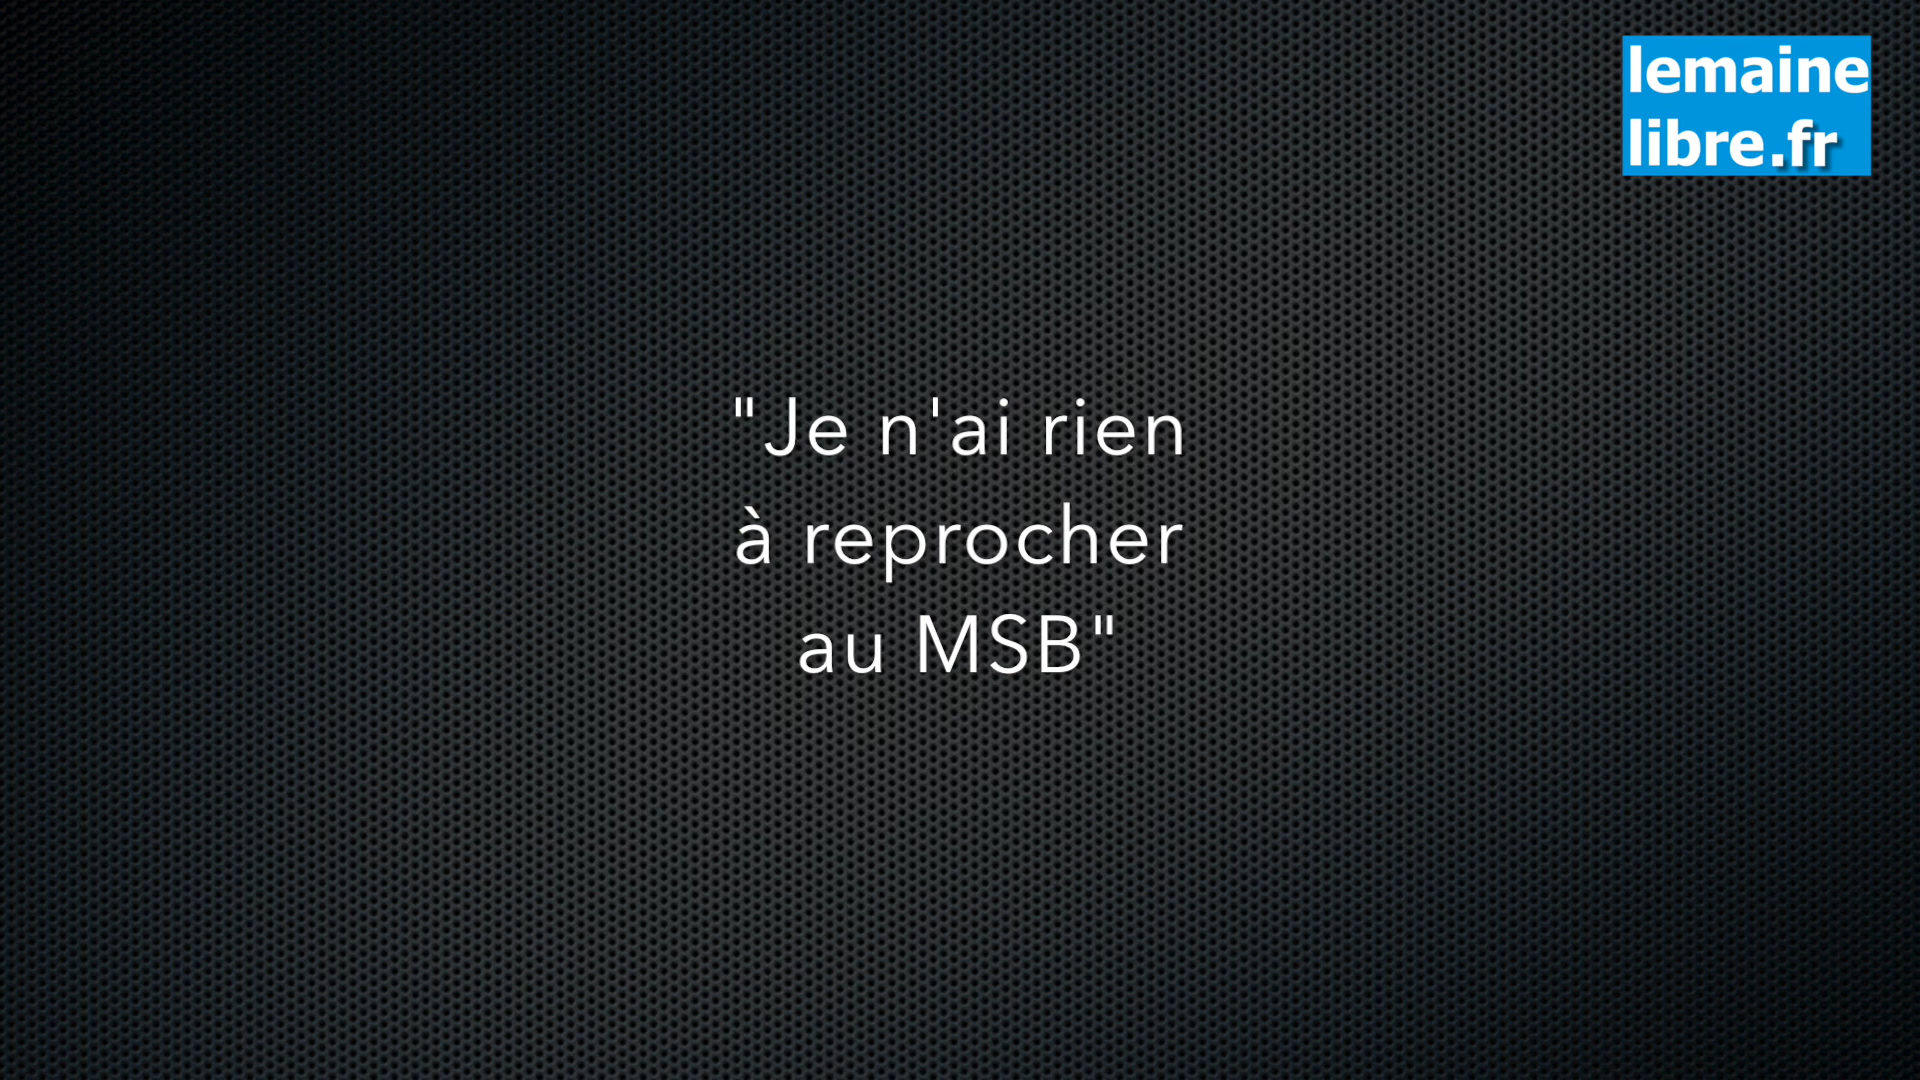 lemaine
libre.fr
"Je n'ai rien
à reprocher
au MSB"